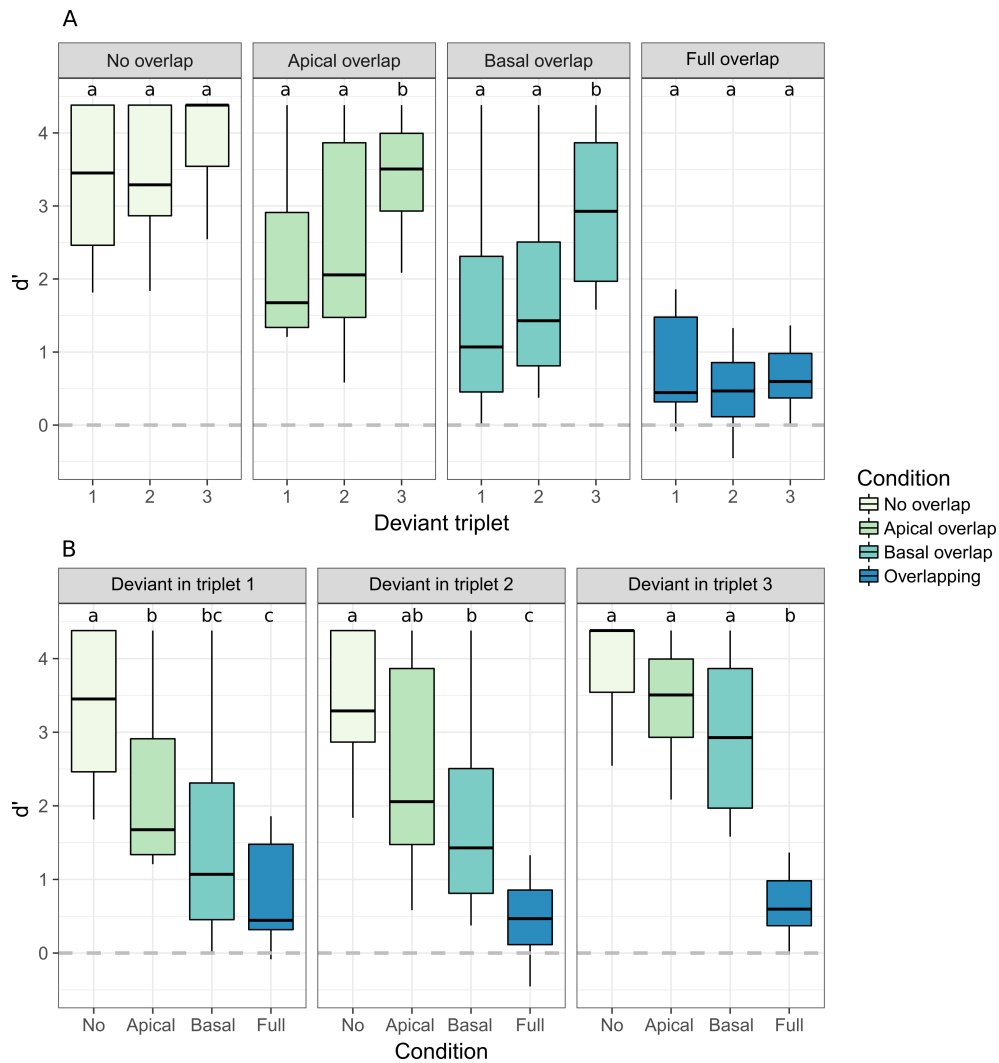 A
No overlap Apical overlap Basal overlap Full overlap
a a a a a b a a b a a a
4
3
2
1
0
d'
1 2 3 1 2 3 1 2 3 1 2 3
Deviant triplet
Condition
No overlap
Apical overlap
Basal overlap
Overlapping
B
Deviant in triplet 1 Deviant in triplet 2 Deviant in triplet 3
a b bc c a ab b c a a a b
4
3
2
1
0
d'
No Apical Basal Full No Apical Basal Full No Apical Basal Full
Condition